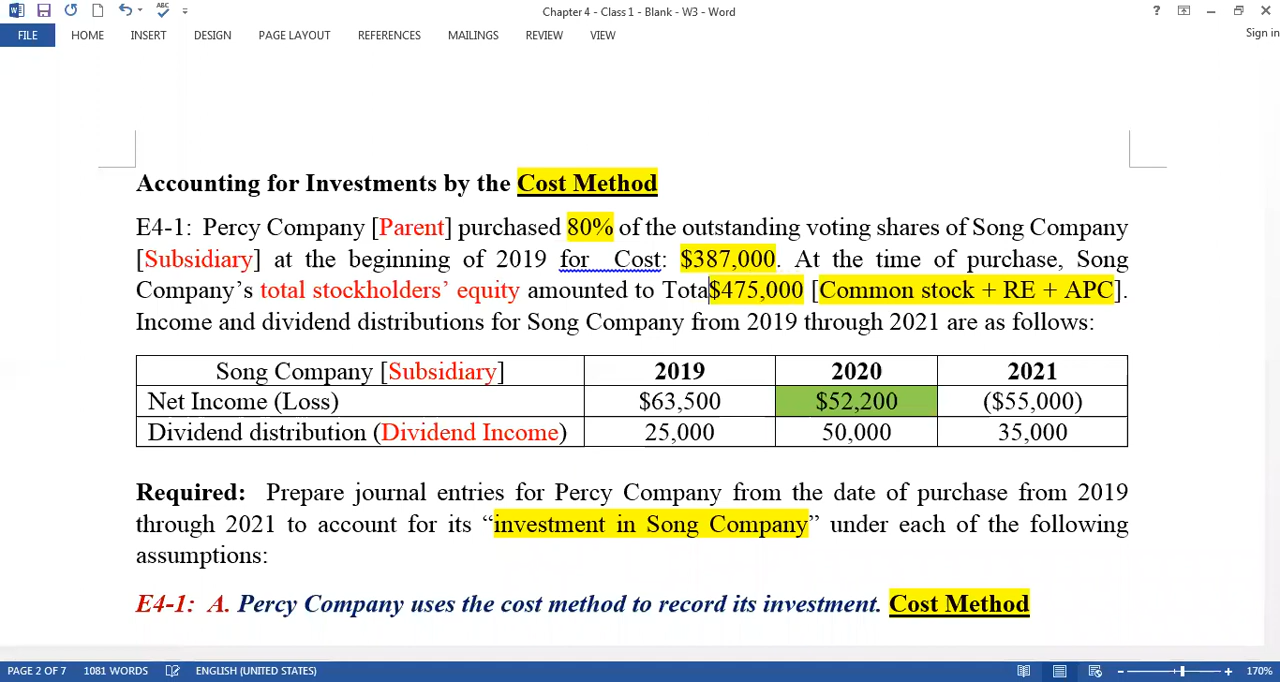 Chapter 4 - Class 1 - Blank - W3 - Word
?
Sign in
FILE HOME INSERT DESIGN PAGE LAYOUT REFERENCES MAILINGS REVIEW VIEW
Accounting for Investments by the Cost Method
E4-1: Percy Company [Parent] purchased 80% of the outstanding voting shares of Song Company
[Subsidiary] at the beginning of 2019 for Cost: $387,000. At the time of purchase, Song
Company’s total stockholders’ equity amounted to Tota$475,000 [Common stock + RE + APC].
Income and dividend distributions for Song Company from 2019 through 2021 are as follows:
Song Company [Subsidiary] 2019 2020 2021
Net Income (Loss) $63,500 $52,200 ($55,000)
Dividend distribution (Dividend Income) 25,000 50,000 35,000
Required: Prepare journal entries for Percy Company from the date of purchase from 2019
through 2021 to account for its “investment in Song Company” under each of the following
assumptions:
E4-1: A. Percy Company uses the cost method to record its investment. Cost Method
PAGE 2 OF 7 1081 WORDS ENGLISH (UNITED STATES) 170%